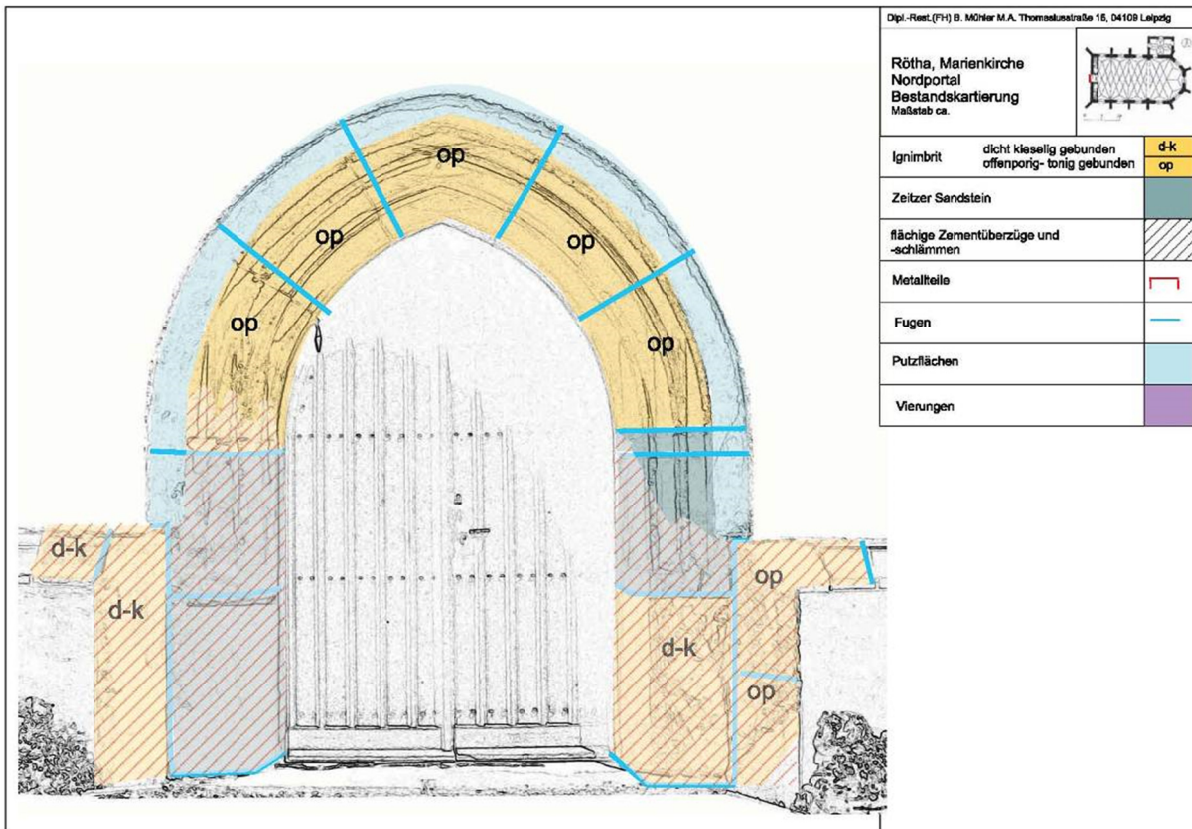 Dipl.-Rest.(FH) B. Mühler M.A. Thomasiusstraße 15, 04109 Leipzig
Rötha, Marienkirche
Nordportal
Bestandskartierung
Maßstab ca.
Ignimbrit dicht kieselig gebunden d-k
offenporig- tonig gebunden op
Zeitzer Sandstein
flächige Zementüberzüge und
-schlämmen
Metallteile
Fugen
Putzflächen
Vierungen
op
op
op
op
op
d-k
op
d-k
d-k
op